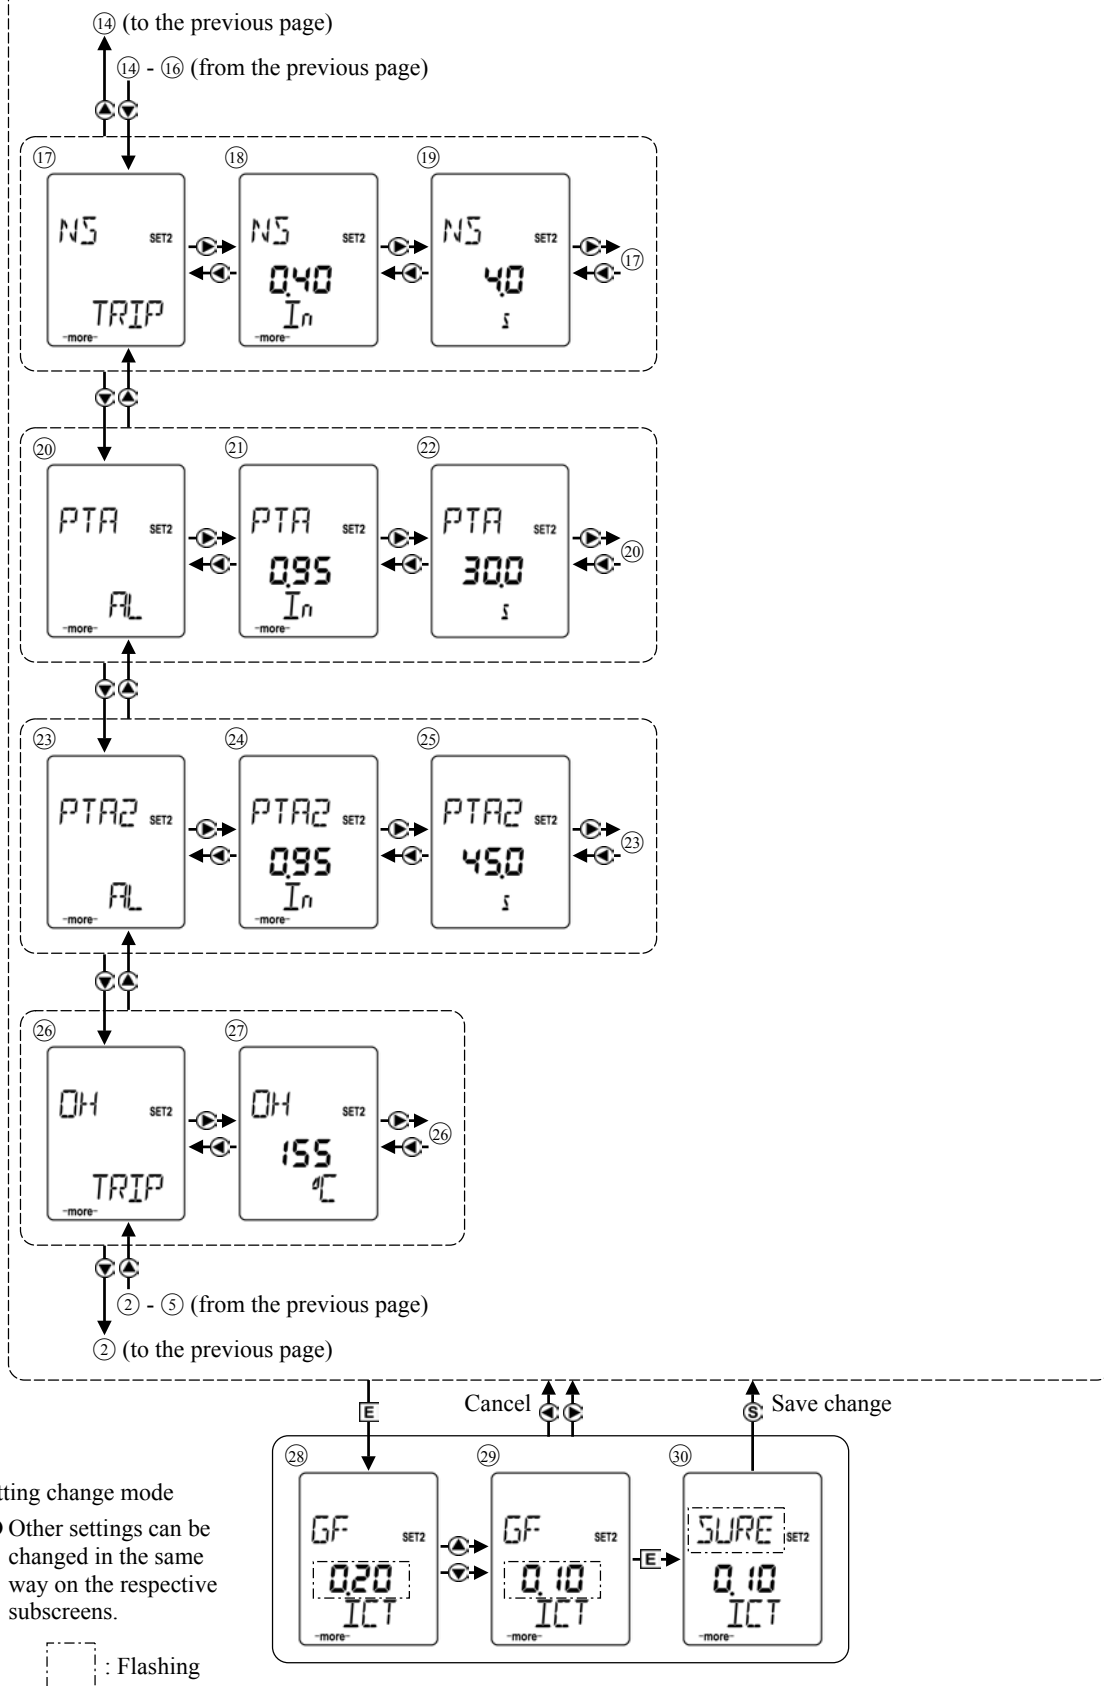 ⑭ (to the previous page)
⑭ - ⑯ (from the previous page)
⑰ ⑱ ⑲
NS SET2 NS SET2 NS SET2
0.40 4.0 ⑰
TRIP In s
-more- -more-
⑳ ㉑ ㉒
PTA SET2 PTA SET2 PTA SET2
0.95 30.0 ⑳
AL In s
-more- -more-
㉓ ㉔ ㉕
PTA2 SET2 PTA2 SET2 PTA2 SET2
0.95 45.0 ㉓
AL In s
-more- -more-
㉖ ㉗
OH SET2 OH SET2
155 ㉖
TRIP °C
-more-
② - ⑤ (from the previous page)
② (to the previous page)
E Cancel S Save change
㉘ ㉙ ㉚
tting change mode
Other settings can be
changed in the same
way on the respective
subscreens.
GF SET2 GF SET2 SURE SET2
0.20 0.10 E 0.10
ICT ICT ICT
-more- -more- -more-
: Flashing